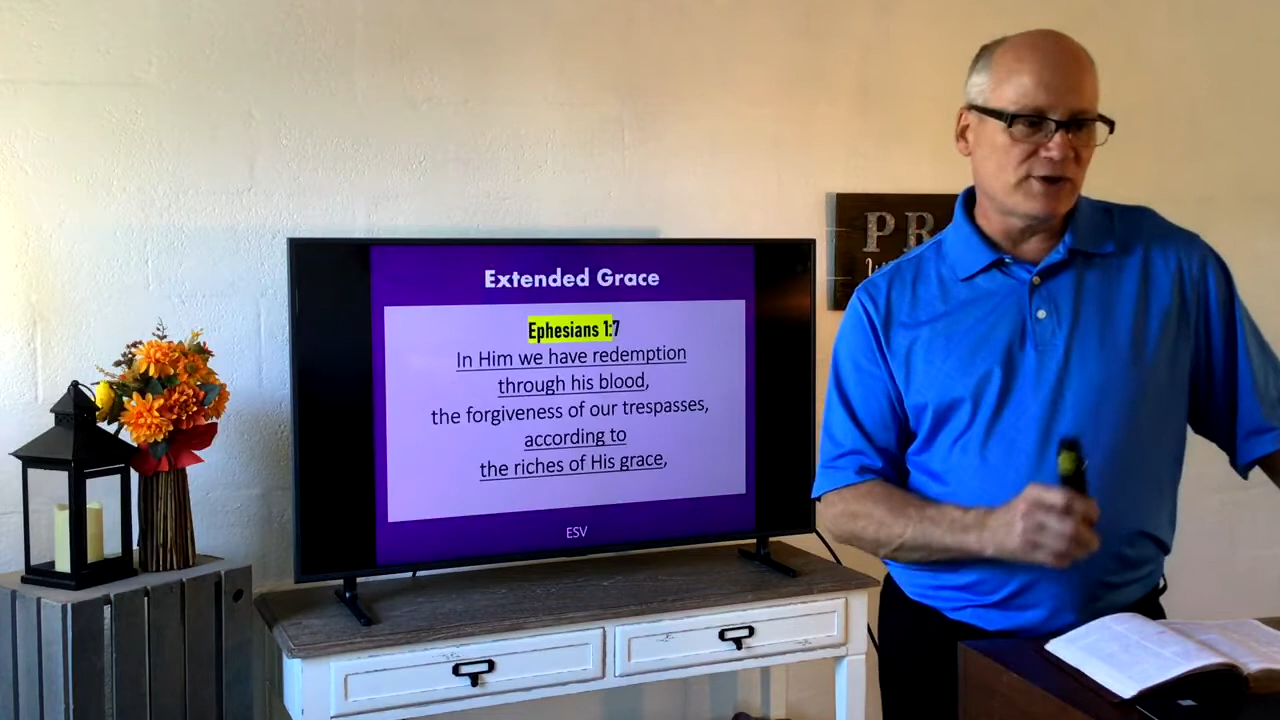 Extended Grace
Ephesians 1:7
In Him we have redemption
through his blood,
the forgiveness of our trespasses,
according to
the riches of His grace,
ESV
PR